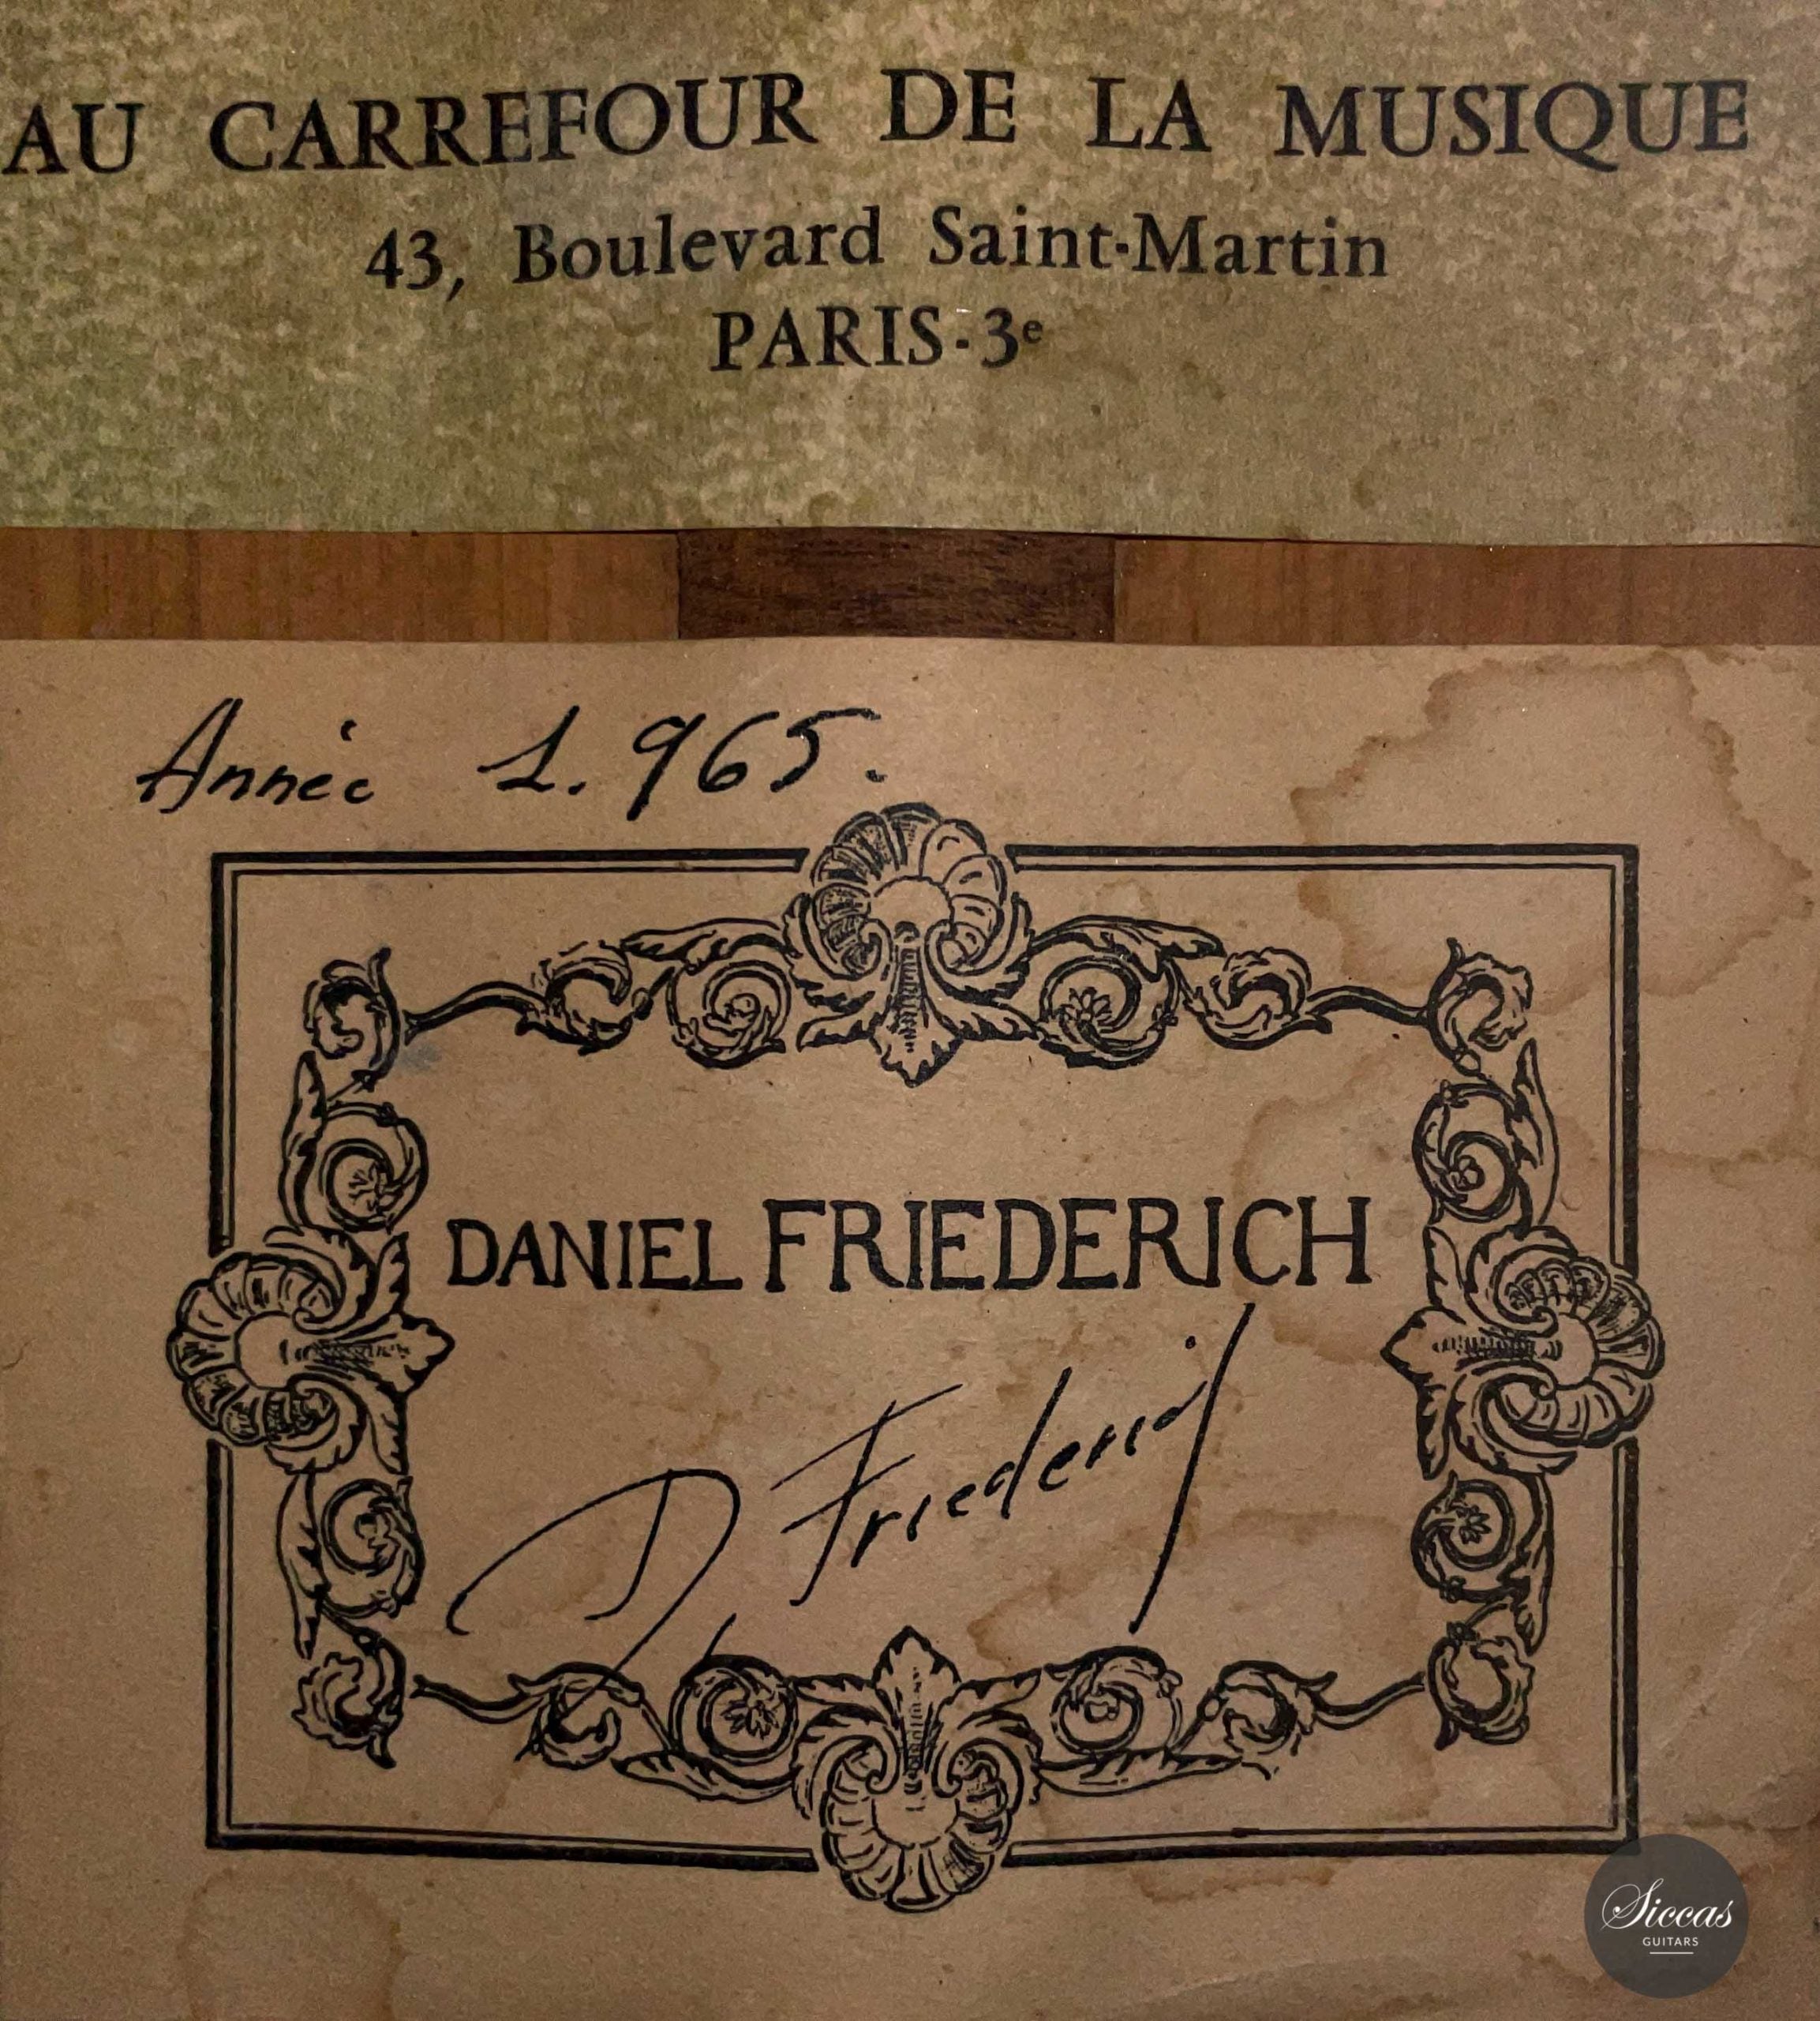 AU CARREFOUR DE LA MUSIQUE
43, Boulevard Saint-Martin
PARIS-3e
Année 1.965.
DANIEL FRIEDERICH
D Friederich
Siccas
GUITARS